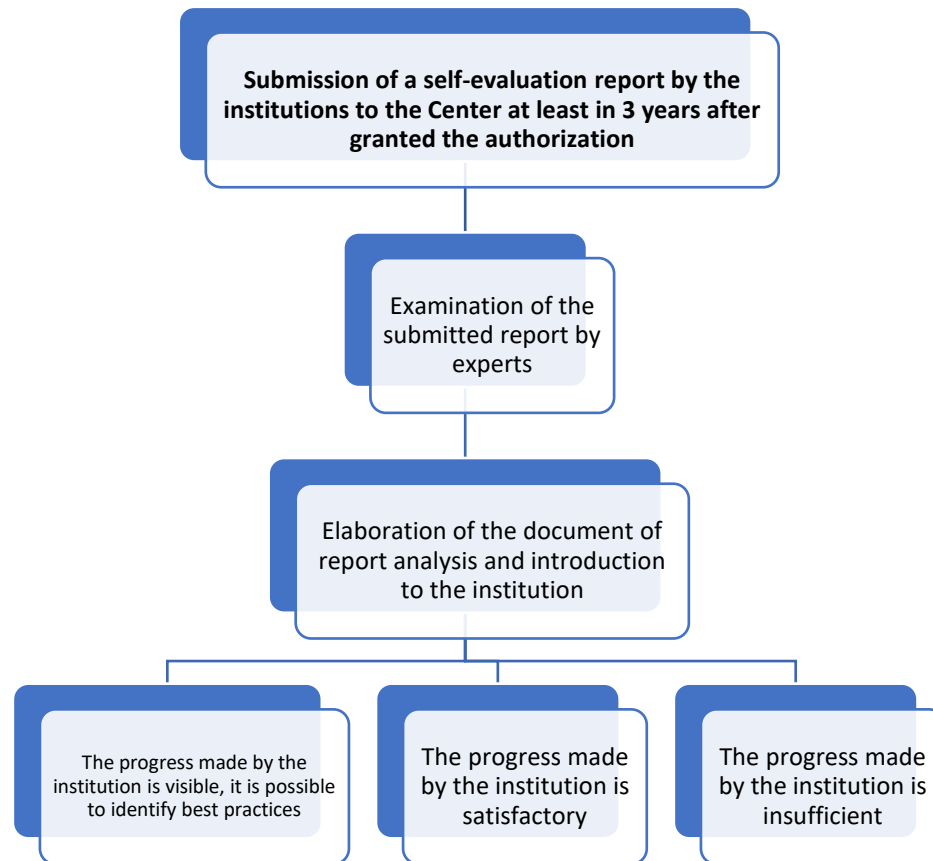 Submission of a self-evaluation report by the
institutions to the Center at least in 3 years after
granted the authorization
Examination of the
submitted report by
experts
Elaboration of the document of
report analysis and introduction
to the institution
The progress made by the
institution is visible, it is possible
to identify best practices
The progress made
by the institution is
satisfactory
The progress made
by the institution is
insufficient